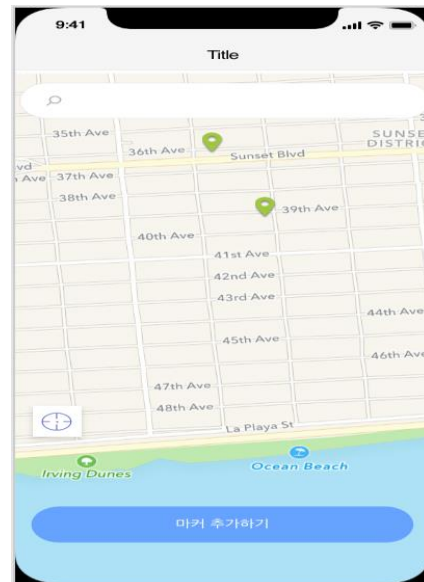 9:41
Title
35th Ave
SUNSE
DISTRIC
36th Ave
Sunset Blvd
vd
h Ave
37th Ave
38th Ave
39th Ave
40th Ave
41st Ave
42nd Ave
43rd Ave
44th Ave
45th Ave
46th Ave
47th Ave
48th Ave
La Playa St
Irving Dunes
Ocean Beach
마커 추가하기